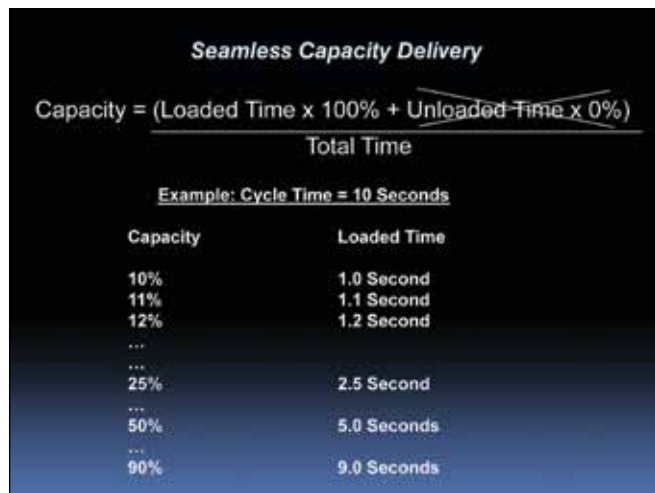 Seamless Capacity Delivery
Capacity = (Loaded Time x 100% + Unloaded Time x 0%)
Total Time
Example: Cycle Time = 10 Seconds
Capacity Loaded Time
10% 1.0 Second
11% 1.1 Second
12% 1.2 Second
...
...
25% 2.5 Second
...
50% 5.0 Seconds
...
90% 9.0 Seconds